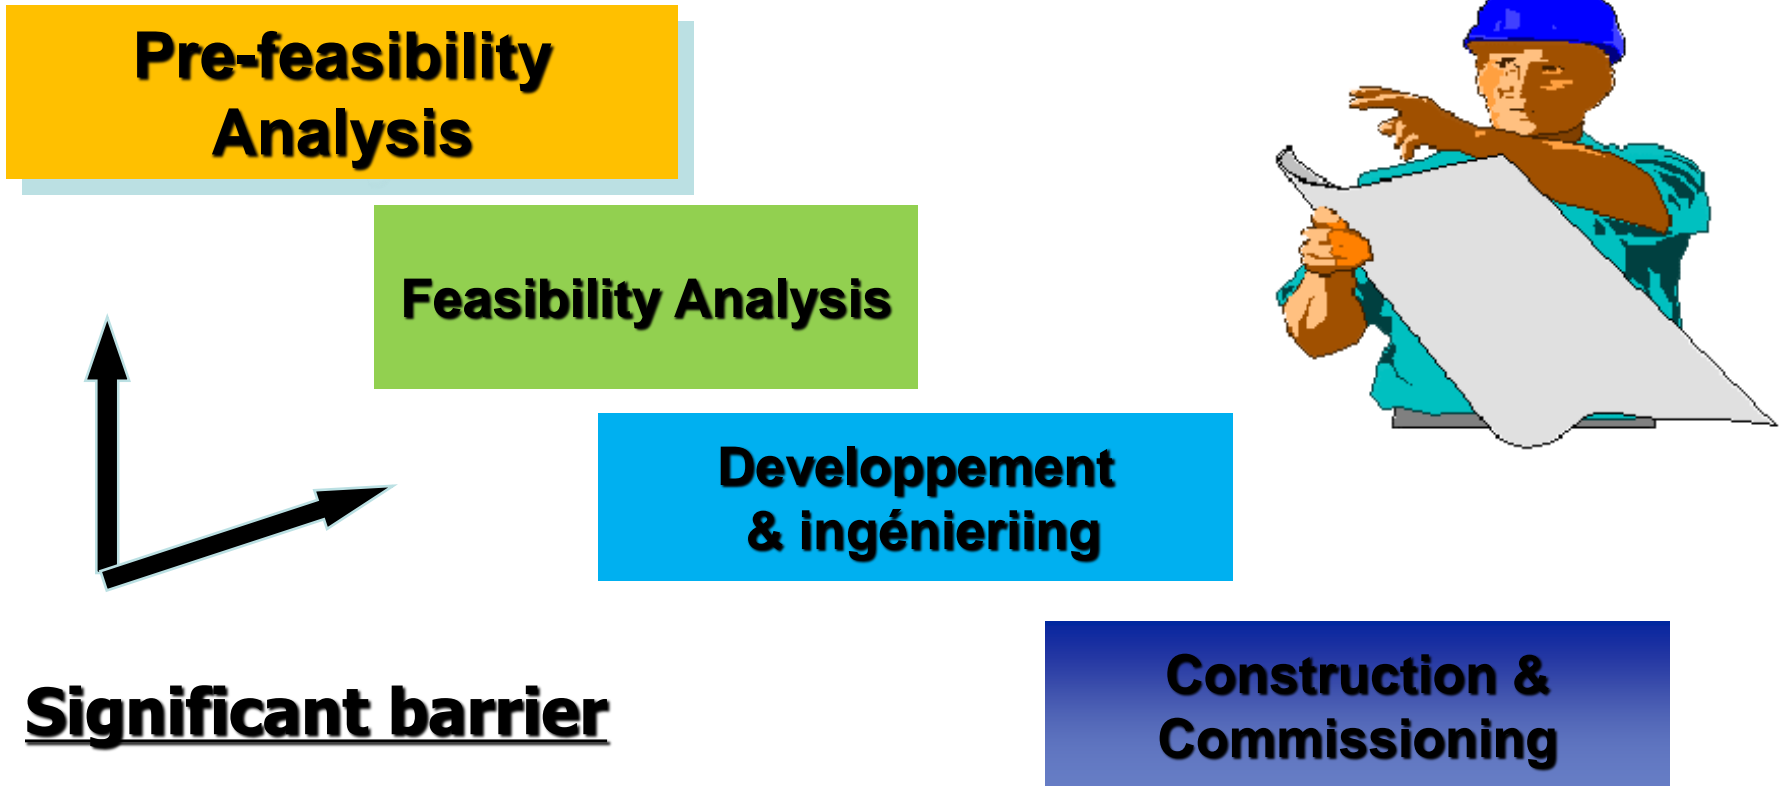 Pre-feasibility
Analysis
Feasibility Analysis
Developpement
& ingénieriing
Significant barrier
Construction &
Commissioning